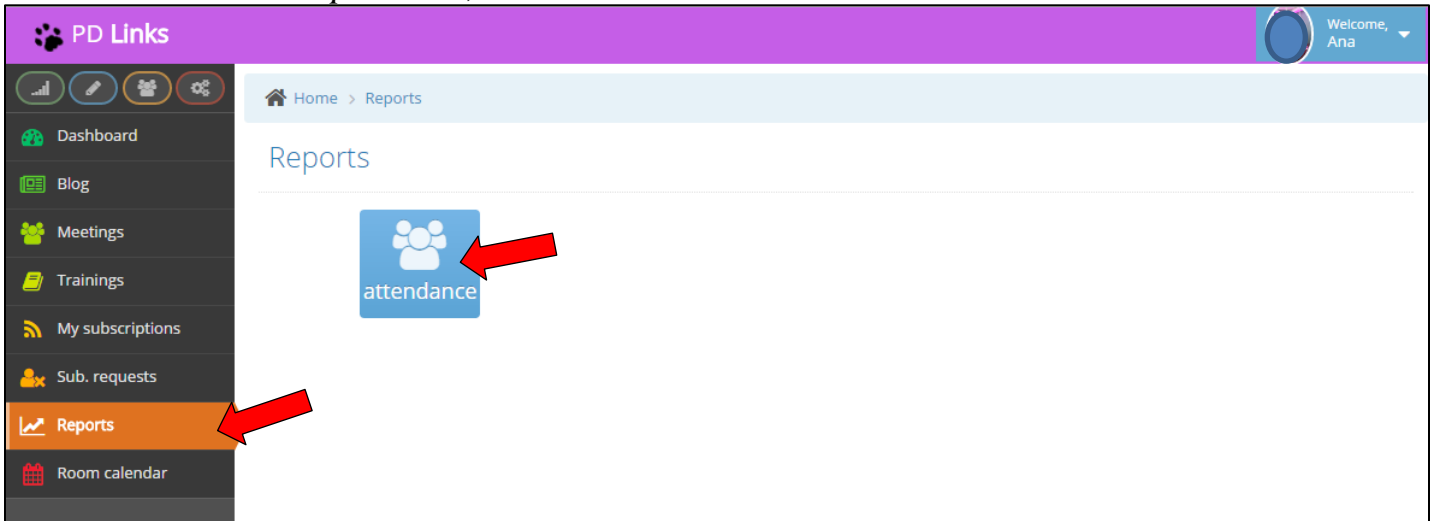 PD Links
Welcome,
Ana
Home > Reports
Dashboard
Blog
Meetings
Trainings
My subscriptions
Sub. requests
Reports
Room calendar
Reports
attendance